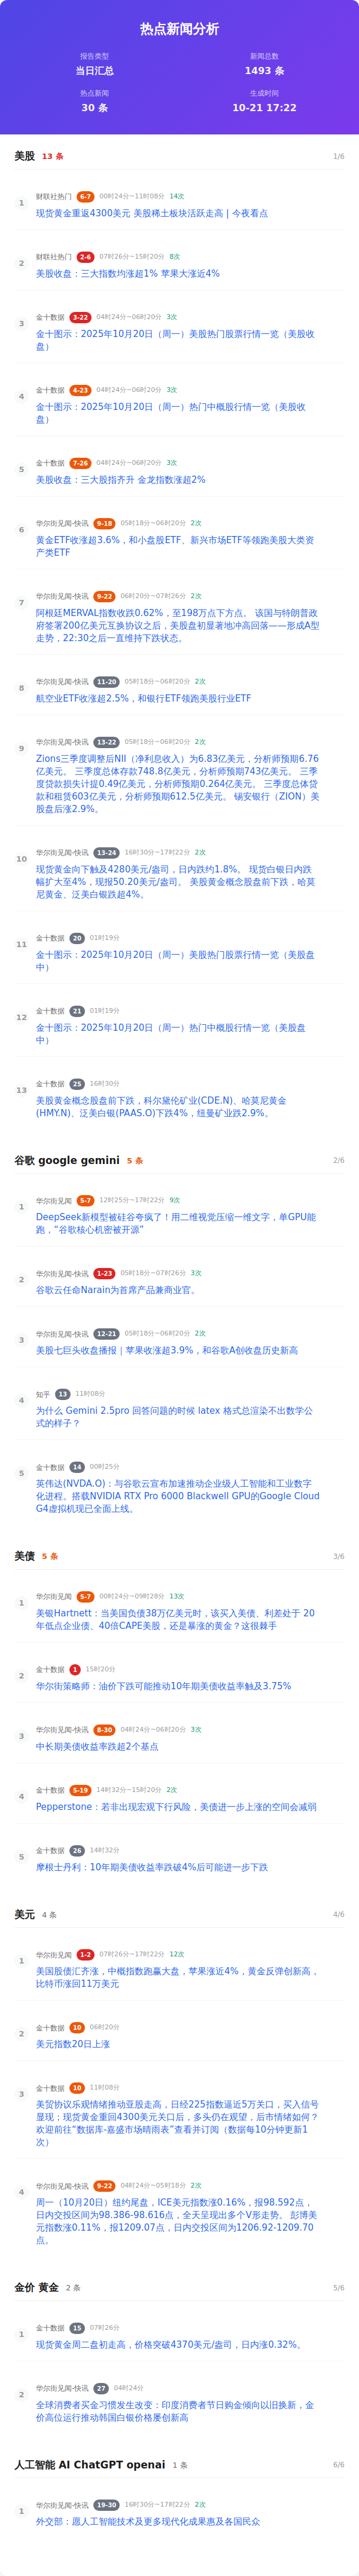 热点新闻分析
报告类型
新闻总数
当日汇总
1493 条
热点新闻
生成时间
30 条
10-21 17:22
美股 13 条
1/6
1
财联社热门 6-7 00时24分~11时08分 14次
现货黄金重返4300美元 美股稀土板块活跃走高 | 今夜看点
2
财联社热门 2-6 07时26分~15时20分 8次
美股收盘：三大指数均涨超1% 苹果大涨近4%
3
金十数据 3-22 04时24分~06时20分 3次
金十图示：2025年10月20日（周一）美股热门股票行情一览（美股收
盘）
4
金十数据 4-23 04时24分~06时20分 3次
金十图示：2025年10月20日（周一）热门中概股行情一览（美股收
盘）
5
金十数据 7-26 04时24分~06时20分 3次
美股收盘：三大股指齐升 金龙指数涨超2%
6
华尔街见闻-快讯 9-18 05时18分~06时20分 2次
黄金ETF收涨超3.6%，和小盘股ETF、新兴市场ETF等领跑美股大类资
产类ETF
7
华尔街见闻-快讯 9-22 06时20分~07时26分 2次
阿根廷MERVAL指数收跌0.62%，至198万点下方点。 该国与特朗普政
府签署200亿美元互换协议之后，美股盘初显著地冲高回落——形成A型
走势，22:30之后一直维持下跌状态。
8
华尔街见闻-快讯 11-20 05时18分~06时20分 2次
航空业ETF收涨超2.5%，和银行ETF领跑美股行业ETF
9
华尔街见闻-快讯 13-22 05时18分~06时20分 2次
Zions三季度调整后NII（净利息收入）为6.83亿美元，分析师预期6.76
亿美元。 三季度总体存款748.8亿美元，分析师预期743亿美元。 三季
度贷款损失计提0.49亿美元，分析师预期0.264亿美元。 三季度总体贷
款和租赁603亿美元，分析师预期612.5亿美元。 锡安银行（ZION）美
股盘后涨2.9%。
10
华尔街见闻-快讯 13-24 16时30分~17时22分 2次
现货黄金向下触及4280美元/盎司，日内跌约1.8%。 现货白银日内跌
幅扩大至4%，现报50.20美元/盎司。 美股黄金概念股盘前下跌，哈莫
尼黄金、泛美白银跌超4%。
11
金十数据 20 01时19分
金十图示：2025年10月20日（周一）美股热门股票行情一览（美股盘
中）
12
金十数据 21 01时19分
金十图示：2025年10月20日（周一）热门中概股行情一览（美股盘
中）
13
金十数据 25 16时30分
美股黄金概念股盘前下跌，科尔黛伦矿业(CDE.N)、哈莫尼黄金
(HMY.N)、泛美白银(PAAS.O)下跌4%，纽曼矿业跌2.9%。
谷歌 google gemini 5 条
2/6
1
华尔街见闻 5-7 12时25分~17时22分 9次
DeepSeek新模型被硅谷夸疯了！用二维视觉压缩一维文字，单GPU能
跑，“谷歌核心机密被开源”
2
华尔街见闻-快讯 1-23 05时18分~07时26分 3次
谷歌云任命Narain为首席产品兼商业官。
3
华尔街见闻-快讯 12-21 05时18分~06时20分 2次
美股七巨头收盘播报｜苹果收涨超3.9%，和谷歌A创收盘历史新高
4
知乎 13 11时08分
为什么 Gemini 2.5pro 回答问题的时候 latex 格式总渲染不出数学公
式的样子？
5
金十数据 14 00时25分
英伟达(NVDA.O)：与谷歌云宣布加速推动企业级人工智能和工业数字
化进程。搭载NVIDIA RTX Pro 6000 Blackwell GPU的Google Cloud
G4虚拟机现已全面上线。
美债 5 条
3/6
1
华尔街见闻 5-7 00时24分~09时28分 13次
美银Hartnett：当美国负债38万亿美元时，该买入美债、利差处于 20
年低点企业债、40倍CAPE美股，还是暴涨的黄金？这很棘手
2
金十数据 1 15时20分
华尔街策略师：油价下跌可能推动10年期美债收益率触及3.75%
3
华尔街见闻-快讯 8-30 04时24分~06时20分 3次
中长期美债收益率跌超2个基点
4
金十数据 5-19 14时32分~15时20分 2次
Pepperstone：若非出现宏观下行风险，美债进一步上涨的空间会减弱
5
金十数据 26 14时32分
摩根士丹利：10年期美债收益率跌破4%后可能进一步下跌
美元 4 条
4/6
1
华尔街见闻 1-2 07时26分~17时22分 12次
美国股债汇齐涨，中概指数跑赢大盘，苹果涨近4%，黄金反弹创新高，
比特币涨回11万美元
2
金十数据 10 06时20分
美元指数20日上涨
3
金十数据 10 11时08分
美贸协议乐观情绪推动亚股走高，日经225指数逼近5万关口，买入信号
显现；现货黄金重回4300美元关口后，多头仍在观望，后市情绪如何？
欢迎前往“数据库-嘉盛市场晴雨表”查看并订阅（数据每10分钟更新1
次）
4
华尔街见闻-快讯 9-22 04时24分~05时18分 2次
周一（10月20日）纽约尾盘，ICE美元指数涨0.16%，报98.592点，
日内交投区间为98.386-98.616点，全天呈现出多个V形走势。 彭博美
元指数涨0.11%，报1209.07点，日内交投区间为1206.92-1209.70
点。
金价 黄金 2 条
5/6
1
金十数据 15 07时26分
现货黄金周二盘初走高，价格突破4370美元/盎司，日内涨0.32%。
2
华尔街见闻-快讯 27 04时24分
全球消费者买金习惯发生改变：印度消费者节日购金倾向以旧换新，金
价高位运行推动韩国白银价格屡创新高
人工智能 AI ChatGPT openai 1 条
6/6
1
华尔街见闻-快讯 19-30 16时30分~17时22分 2次
外交部：愿人工智能技术及更多现代化成果惠及各国民众